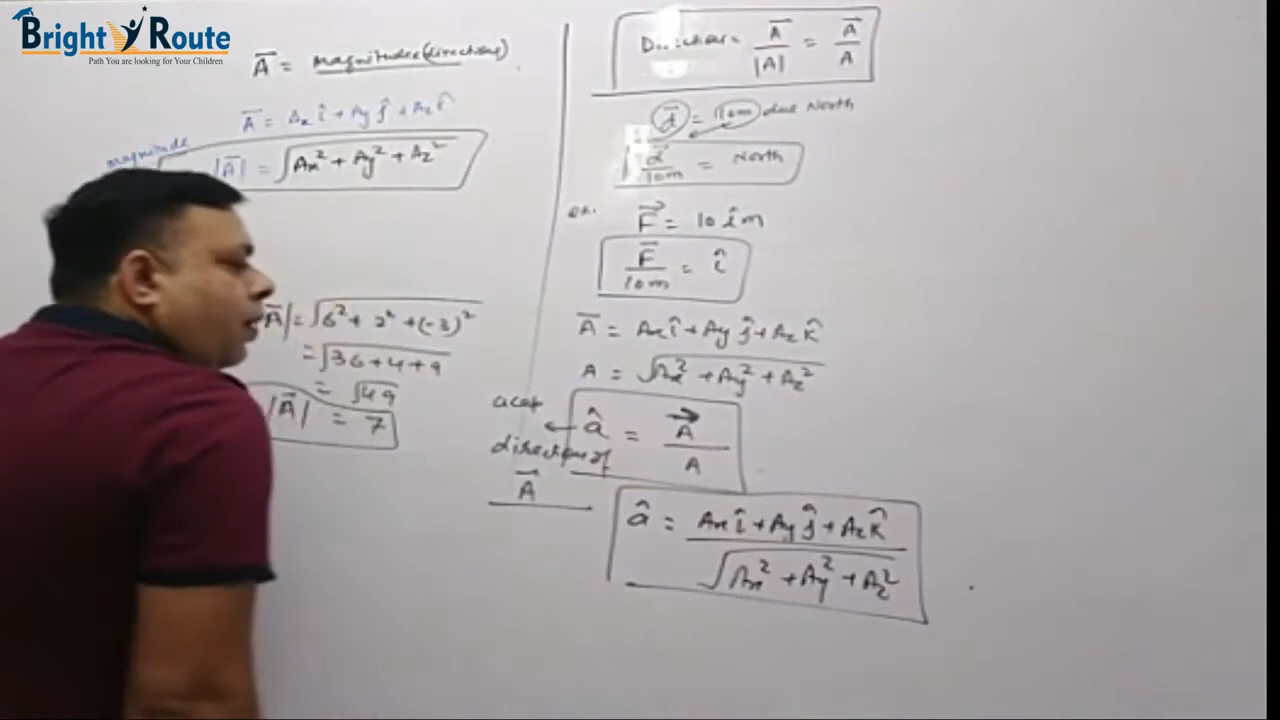 Bright Route
Path You are looking for Your Children
A⃗ = magnitude(direction)
A⃗ = Ax î + Ay ĵ + Az k̂
magnitude
|A⃗| = √(Ax² + Ay² + Az²)
A⃗| = √(6² + 2² + (-3)²)
= √(36+4+9)
= √49
|A⃗| = 7
Direction = A⃗/|A| = A⃗/A
d⃗ = 10m due North
d⃗/10m = North
ex. F⃗ = 10 î m
F⃗/10m = î
A⃗ = Ax î + Ay ĵ + Az k̂
A = √(Ax² + Ay² + Az²)
acap ← â = A⃗/A
direction of
A⃗
â = (Ax î + Ay ĵ + Az k̂)/√(Ax² + Ay² + Az²)